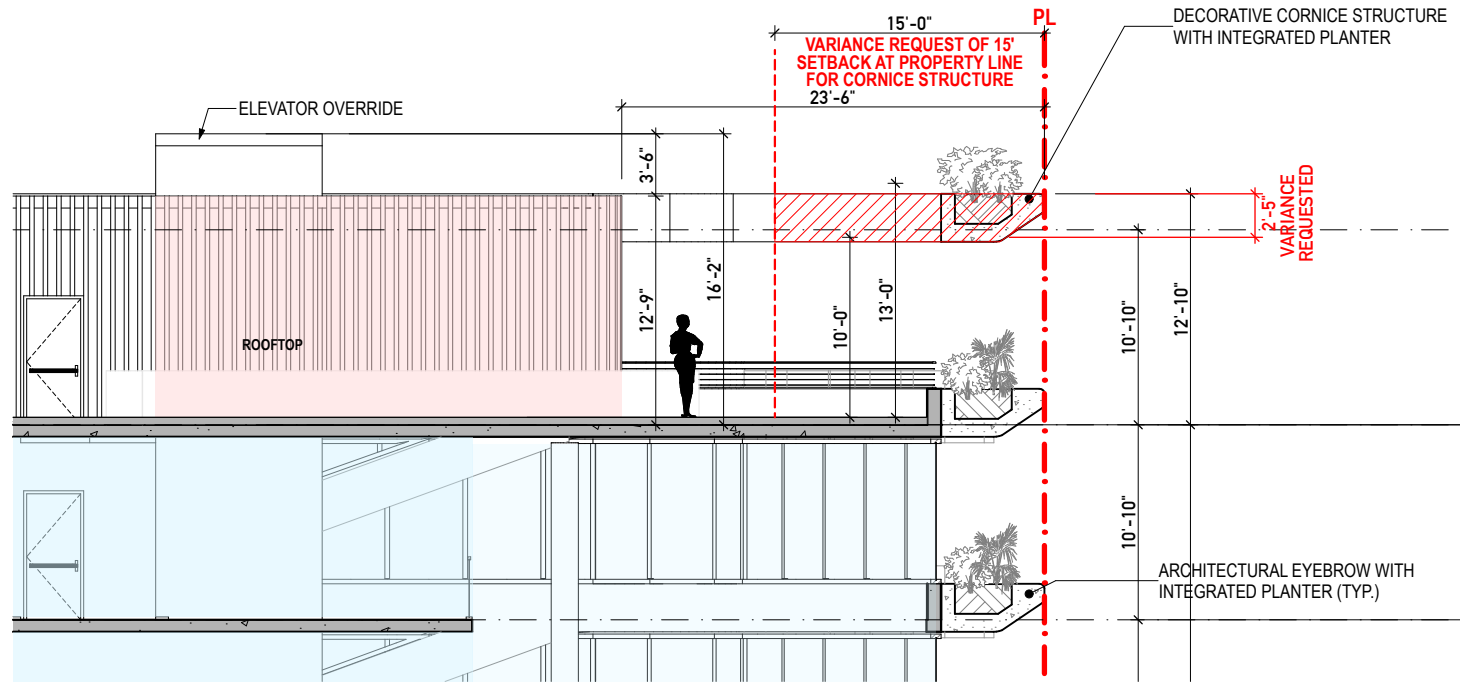 15'-0"
PL
DECORATIVE CORNICE STRUCTURE
WITH INTEGRATED PLANTER
VARIANCE REQUEST OF 15'
SETBACK AT PROPERTY LINE
FOR CORNICE STRUCTURE
23'-6"
ELEVATOR OVERRIDE
3'-6"
2'-5"
VARIANCE
REQUESTED
12'-9"
16'-2"
10'-0"
13'-0"
10'-10"
12'-10"
ROOFTOP
10'-10"
ARCHITECTURAL EYEBROW WITH
INTEGRATED PLANTER (TYP.)